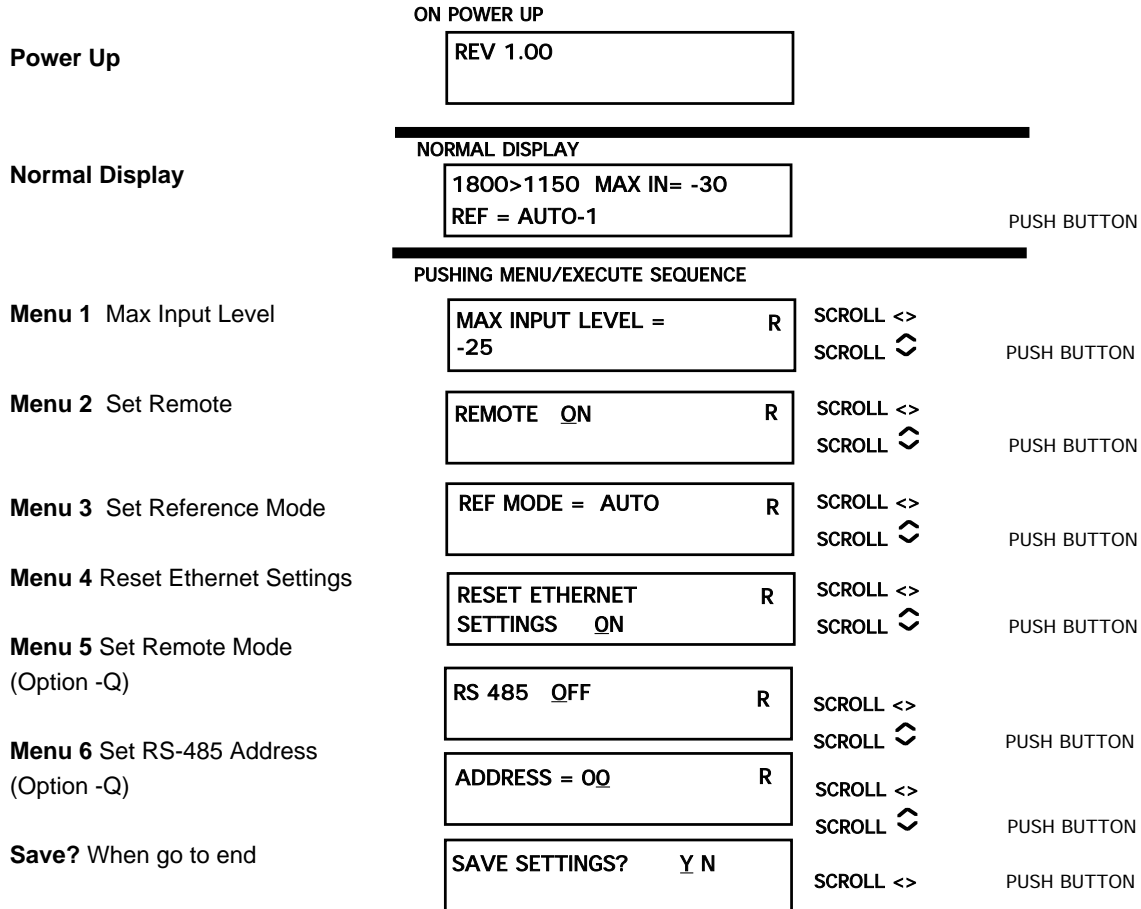 ON POWER UP
Power Up
REV 1.00
NORMAL DISPLAY
Normal Display
1800>1150 MAX IN= -30
REF = AUTO-1
PUSH BUTTON
PUSHING MENU/EXECUTE SEQUENCE
Menu 1 Max Input Level
MAX INPUT LEVEL = R
-25
SCROLL <>
SCROLL
PUSH BUTTON
Menu 2 Set Remote
REMOTE ON R
SCROLL <>
SCROLL
PUSH BUTTON
Menu 3 Set Reference Mode
REF MODE = AUTO R
SCROLL <>
SCROLL
PUSH BUTTON
Menu 4 Reset Ethernet Settings
RESET ETHERNET R
SETTINGS ON
SCROLL <>
SCROLL
PUSH BUTTON
Menu 5 Set Remote Mode
(Option -Q)
RS 485 OFF R
SCROLL <>
SCROLL
PUSH BUTTON
Menu 6 Set RS-485 Address
(Option -Q)
ADDRESS = 00 R
SCROLL <>
SCROLL
PUSH BUTTON
Save? When go to end
SAVE SETTINGS? Y N
SCROLL <>
PUSH BUTTON